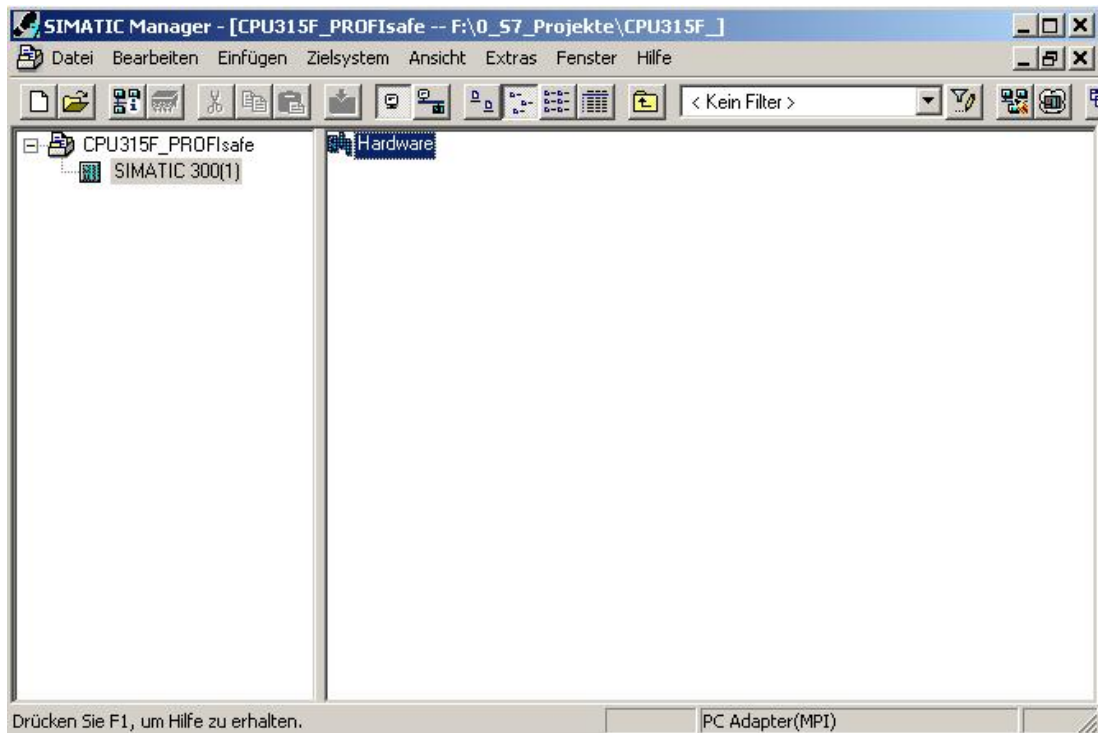 SIMATIC Manager - [CPU315F_PROFIsafe -- F:\0_S7_Projekte\CPU315F_]
Datei Bearbeiten Einfügen Zielsystem Ansicht Extras Fenster Hilfe
< Kein Filter >
CPU315F_PROFIsafe
SIMATIC 300(1)
Hardware
Drücken Sie F1, um Hilfe zu erhalten.
PC Adapter(MPI)